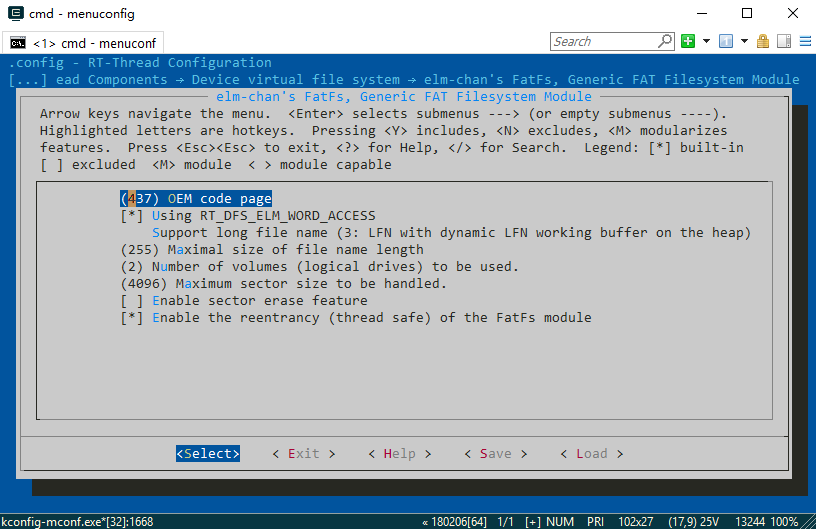 cmd - menuconfig
<1> cmd - menuconf
Search
.config - RT-Thread Configuration
[...] ead Components → Device virtual file system → elm-chan's FatFs, Generic FAT Filesystem Module
elm-chan's FatFs, Generic FAT Filesystem Module
Arrow keys navigate the menu.  <Enter> selects submenus ---> (or empty submenus ----).
Highlighted letters are hotkeys.  Pressing <Y> includes, <N> excludes, <M> modularizes
features.  Press <Esc><Esc> to exit, <?> for Help, </> for Search.  Legend: [*] built-in
[ ] excluded  <M> module  < > module capable
(437) OEM code page
[*] Using RT_DFS_ELM_WORD_ACCESS
Support long file name (3: LFN with dynamic LFN working buffer on the heap)
(255) Maximal size of file name length
(2) Number of volumes (logical drives) to be used.
(4096) Maximum sector size to be handled.
[ ] Enable sector erase feature
[*] Enable the reentrancy (thread safe) of the FatFs module
<Select>    < Exit >    < Help >    < Save >    < Load >
kconfig-mconf.exe*[32]:1668    « 180206[64]  1/1  [+] NUM  PRI  102x27  (17,9) 25V  13244 100%